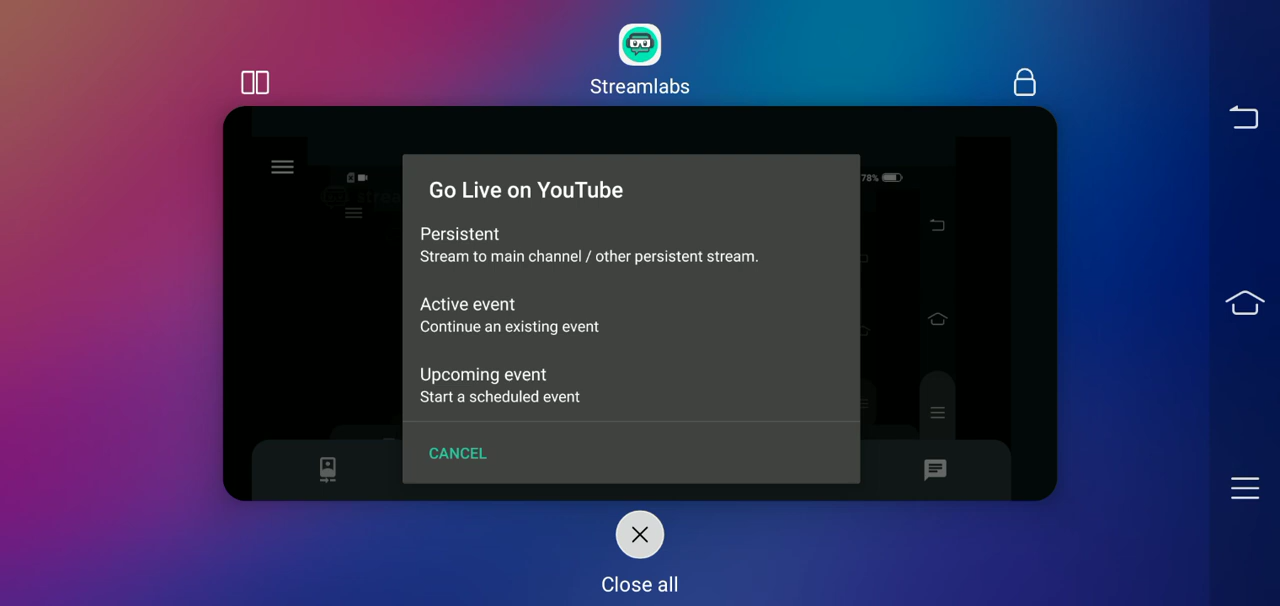 Streamlabs
78%
Go Live on YouTube
Persistent
Stream to main channel / other persistent stream.
Active event
Continue an existing event
Upcoming event
Start a scheduled event
CANCEL
Close all